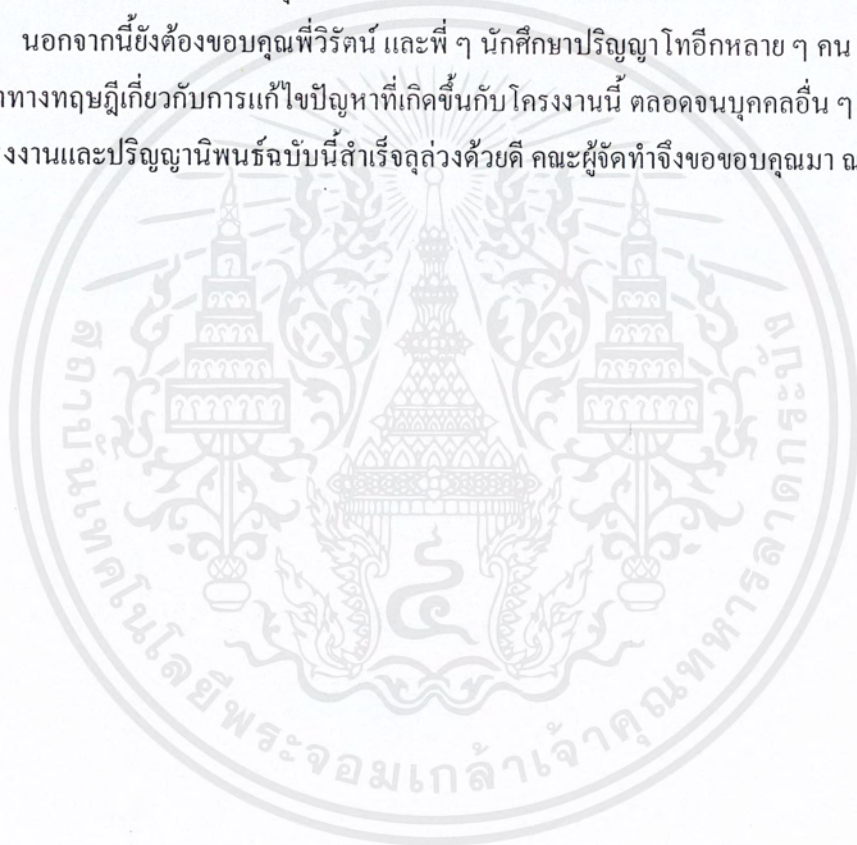 นอกจากนี้ยังต้องขอบคุณพี่วิรัตน์ และพี่ ๆ นักศึกษาปริญญาโทอีกหลาย ๆ คน
ทางทฤษฎีเกี่ยวกับการแก้ไขปัญหาที่เกิดขึ้นกับโครงงานนี้ ตลอดจนบุคคลอื่น ๆ
งานและปริญญานิพนธ์ฉบับนี้สำเร็จลุล่วงด้วยดี คณะผู้จัดทำจึงขอขอบคุณมา ณ
สถาบันเทคโนโลยีพระจอมเกล้าเจ้าคุณทหารลาดกระบัง